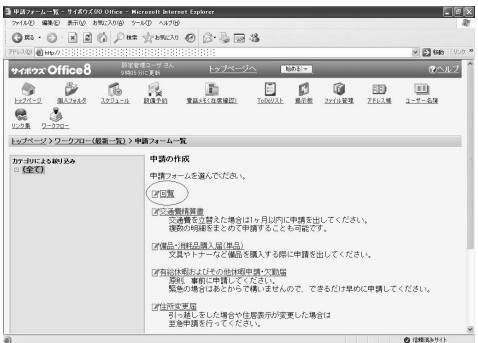 申請フォーム一覧 - サイボウズ(R) Office - Microsoft Internet Explorer
ファイル(F) 編集(E) 表示(V) お気に入り(A) ツール(T) ヘルプ(H)
戻る 検索 お気に入り
アドレス(D) http:// 移動 リンク
サイボウズ Office8 トップページへ ヘルプ
トップページ 個人フォルダ スケジュール 設備予約 電話メモ(在席確認) ToDoリスト 掲示板 ファイル管理 アドレス帳 ユーザー名簿
リンク集 ワークフロー
トップページ > ワークフロー(最新一覧) > 申請フォーム一覧
カテゴリによる絞り込み
(全て)
申請の作成
申請フォームを選んでください。
回覧
交通費精算書
交通費を立替えた場合は1ヶ月以内に申請を出してください。
複数の明細をまとめて申請することも可能です。
備品・消耗品購入届(単品)
文具やトナーなど備品を購入する際に申請を出してください。
有給休暇およびその他休暇申請・欠勤届
原則、事前に申請してください。
緊急の場合はあとからで構いませんので、できるだけ早めに申請してください。
住所変更届
引っ越しをした場合や住居表示が変更した場合は
至急申請を行ってください。
信頼済みサイト